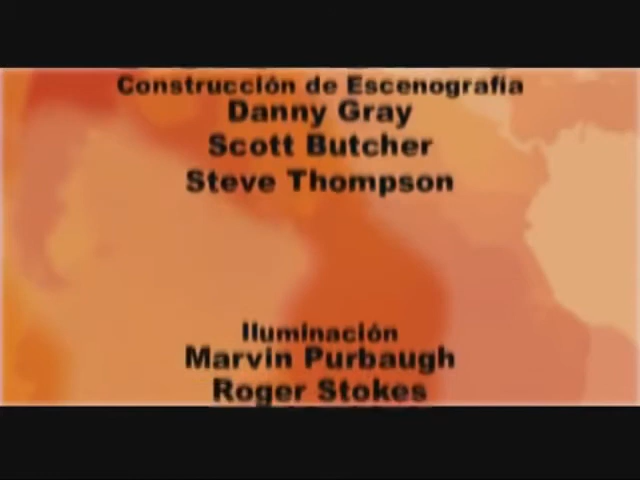 Construcción de Escenografía
Danny Gray
Scott Butcher
Steve Thompson
Iluminación
Marvin Purbaugh
Roger Stokes